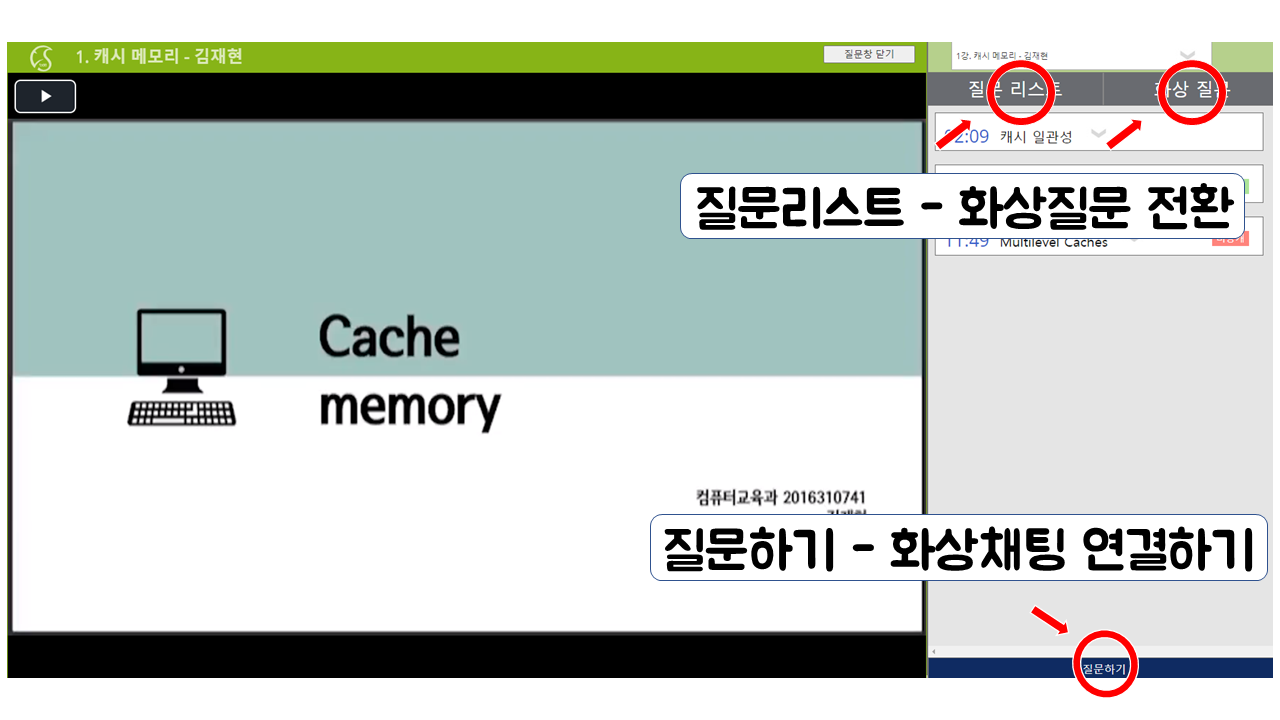 1. 캐시 메모리 - 김재현
질문창 닫기
1강. 캐시 메모리 - 김재현
질문 리스트
화상 질문
02:09 캐시 일관성
질문리스트 - 화상질문 전환
11:49 Multilevel Caches
Cache
memory
컴퓨터교육과 2016310741
질문하기 - 화상채팅 연결하기
질문하기